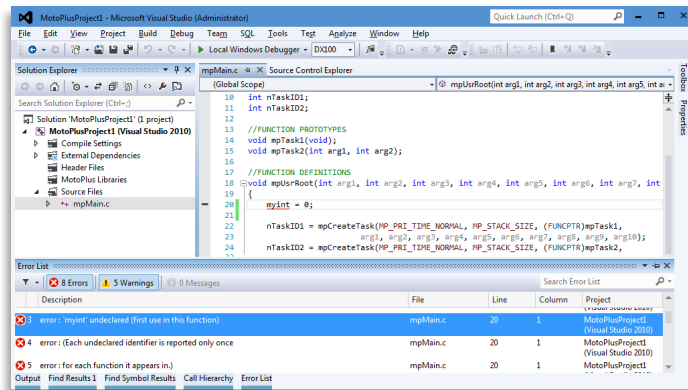 MotoPlusProject1 - Microsoft Visual Studio (Administrator)
Quick Launch (Ctrl+Q)
File Edit View Project Build Debug Team SQL Tools Test Analyze Window Help
Local Windows Debugger DX100
Solution Explorer
Search Solution Explorer (Ctrl+;)
Solution 'MotoPlusProject1' (1 project)
MotoPlusProject1 (Visual Studio 2010)
Compile Settings
External Dependencies
Header Files
MotoPlus Libraries
Source Files
mpMain.c
mpMain.c Source Control Explorer
(Global Scope) mpUsrRoot(int arg1, int arg2, int arg3, int arg4, int arg5, int ar
10 int nTaskID1;
11 int nTaskID2;
12
13 //FUNCTION PROTOTYPES
14 void mpTask1(void);
15 void mpTask2(int arg1, int arg2);
16
17 //FUNCTION DEFINITIONS
18 void mpUsrRoot(int arg1, int arg2, int arg3, int arg4, int arg5, int arg6, int arg7, int
19 {
20 myint = 0;
21
22 nTaskID1 = mpCreateTask(MP_PRI_TIME_NORMAL, MP_STACK_SIZE, (FUNCPTR)mpTask1,
23 arg1, arg2, arg3, arg4, arg5, arg6, arg7, arg8, arg9, arg10);
24 nTaskID2 = mpCreateTask(MP_PRI_TIME_NORMAL, MP_STACK_SIZE, (FUNCPTR)mpTask2,
Toolbox
Properties
Error List
8 Errors 5 Warnings 0 Messages
Search Error List
Description File Line Column Project
(Visual Studio 2010)
3 error : 'myint' undeclared (first use in this function) mpMain.c 20 1 MotoPlusProject1
(Visual Studio 2010)
4 error : (Each undeclared identifier is reported only once mpMain.c 20 1 MotoPlusProject1
(Visual Studio 2010)
5 error : for each function it appears in.) mpMain.c 20 1 MotoPlusProject1
Output Find Results 1 Find Symbol Results Call Hierarchy Error List